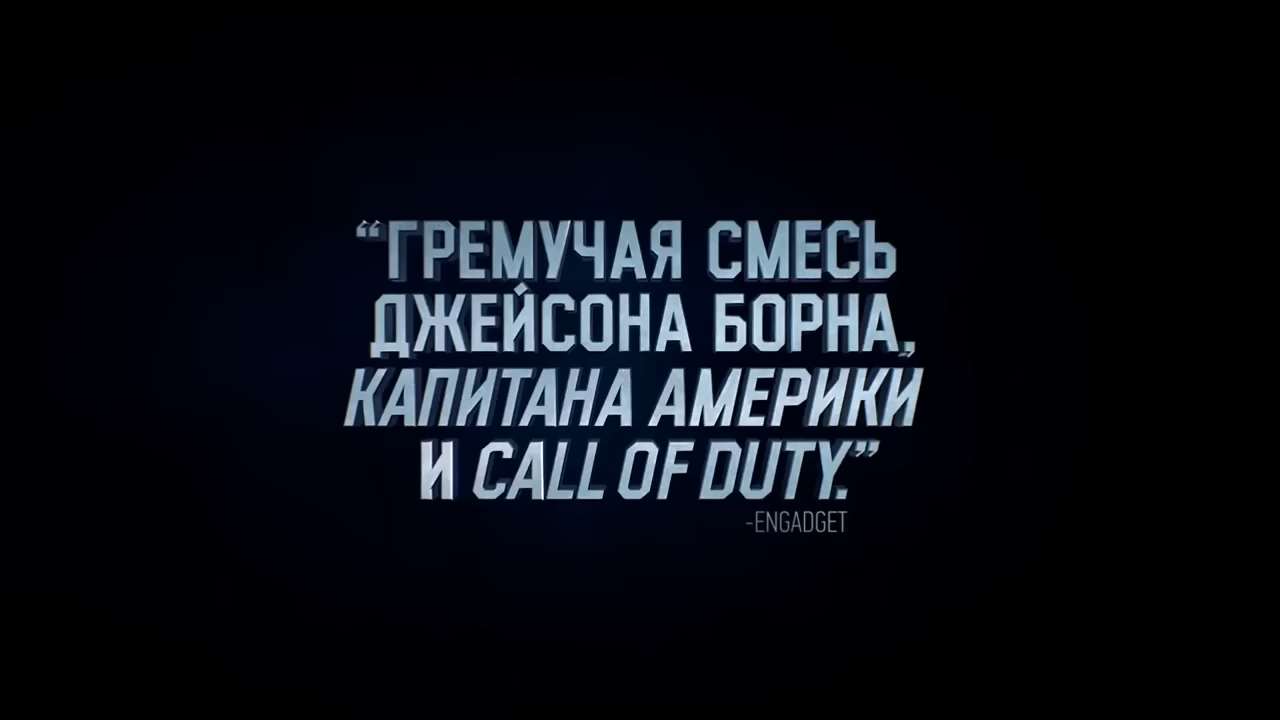 “ГРЕМУЧАЯ СМЕСЬ
ДЖЕЙСОНА БОРНА,
КАПИТАНА АМЕРИКИ
И CALL OF DUTY.”
-ENGADGET